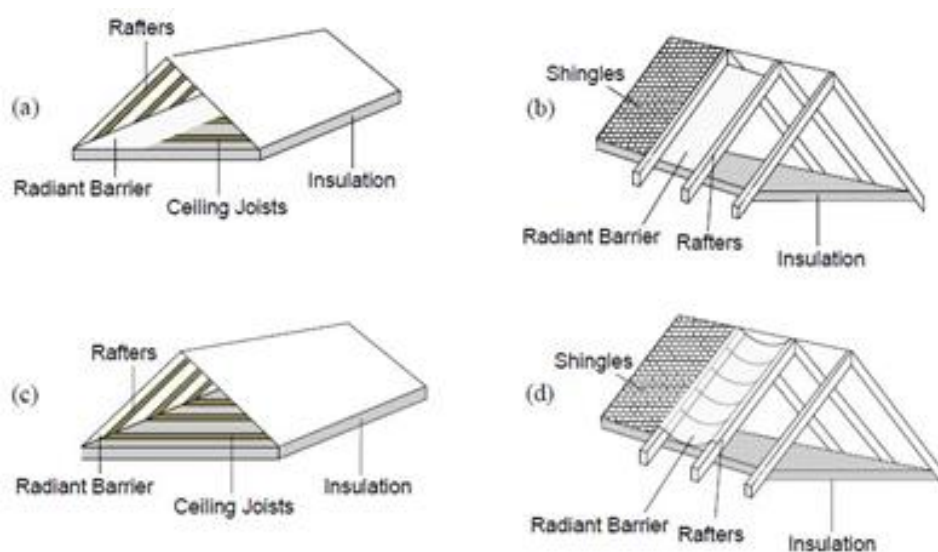 Rafters
(a)
Radiant Barrier
Ceiling Joists
Insulation
Shingles
(b)
Radiant Barrier
Rafters
Insulation
Rafters
(c)
Radiant Barrier
Ceiling Joists
Insulation
Shingles
(d)
Radiant Barrier
Rafters
Insulation